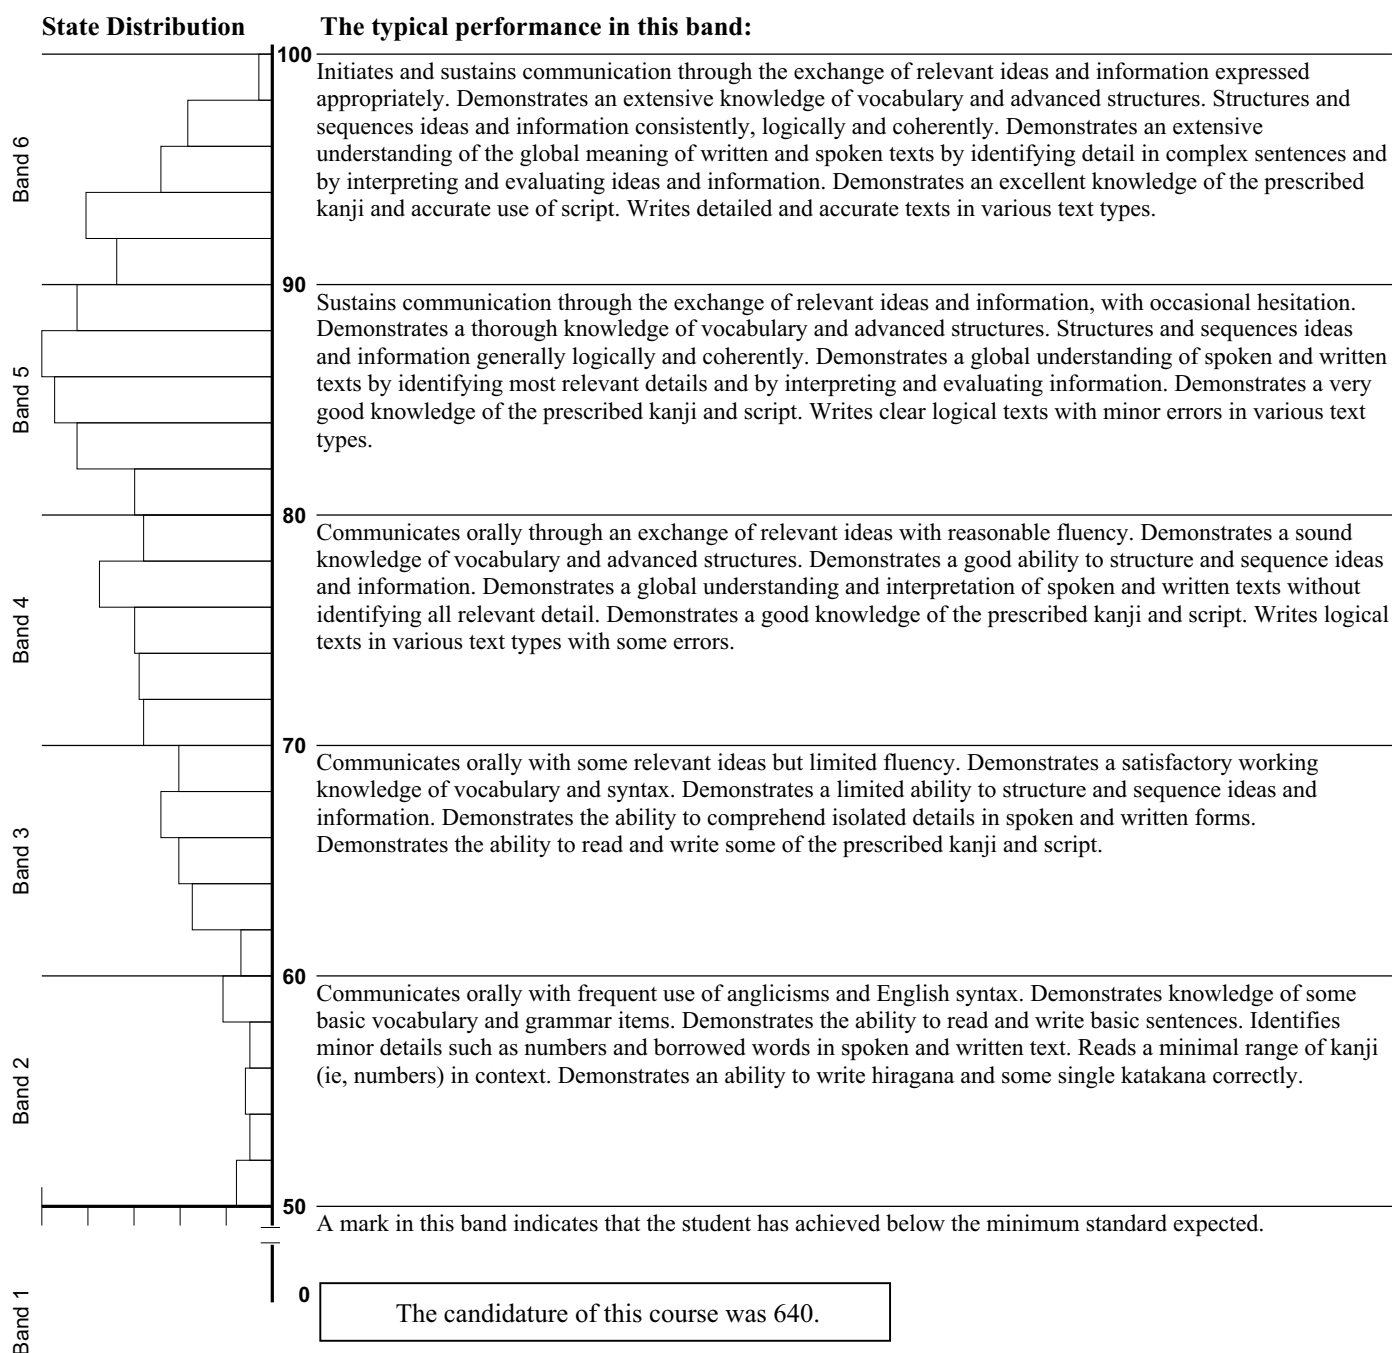 State Distribution
The typical performance in this band:
100
Band 6
Initiates and sustains communication through the exchange of relevant ideas and information expressed
appropriately. Demonstrates an extensive knowledge of vocabulary and advanced structures. Structures and
sequences ideas and information consistently, logically and coherently. Demonstrates an extensive
understanding of the global meaning of written and spoken texts by identifying detail in complex sentences and
by interpreting and evaluating ideas and information. Demonstrates an excellent knowledge of the prescribed
kanji and accurate use of script. Writes detailed and accurate texts in various text types.
90
Band 5
Sustains communication through the exchange of relevant ideas and information, with occasional hesitation.
Demonstrates a thorough knowledge of vocabulary and advanced structures. Structures and sequences ideas
and information generally logically and coherently. Demonstrates a global understanding of spoken and written
texts by identifying most relevant details and by interpreting and evaluating information. Demonstrates a very
good knowledge of the prescribed kanji and script. Writes clear logical texts with minor errors in various text
types.
80
Band 4
Communicates orally through an exchange of relevant ideas with reasonable fluency. Demonstrates a sound
knowledge of vocabulary and advanced structures. Demonstrates a good ability to structure and sequence ideas
and information. Demonstrates a global understanding and interpretation of spoken and written texts without
identifying all relevant detail. Demonstrates a good knowledge of the prescribed kanji and script. Writes logical
texts in various text types with some errors.
70
Band 3
Communicates orally with some relevant ideas but limited fluency. Demonstrates a satisfactory working
knowledge of vocabulary and syntax. Demonstrates a limited ability to structure and sequence ideas and
information. Demonstrates the ability to comprehend isolated details in spoken and written forms.
Demonstrates the ability to read and write some of the prescribed kanji and script.
60
Band 2
Communicates orally with frequent use of anglicisms and English syntax. Demonstrates knowledge of some
basic vocabulary and grammar items. Demonstrates the ability to read and write basic sentences. Identifies
minor details such as numbers and borrowed words in spoken and written text. Reads a minimal range of kanji
(ie, numbers) in context. Demonstrates an ability to write hiragana and some single katakana correctly.
50
A mark in this band indicates that the student has achieved below the minimum standard expected.
Band 1
0
The candidature of this course was 640.